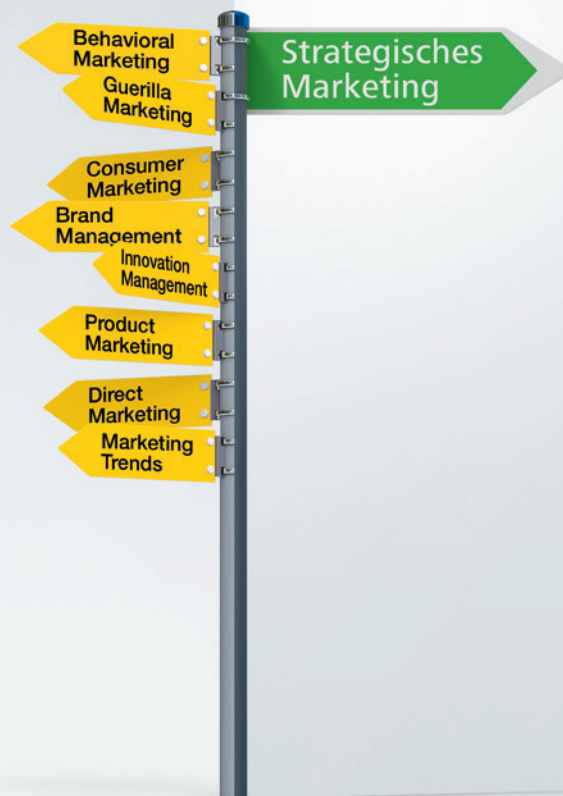 Behavioral
Marketing
Strategisches
Marketing
Guerilla
Marketing
Consumer
Marketing
Brand
Management
Innovation
Management
Product
Marketing
Direct
Marketing
Marketing
Trends